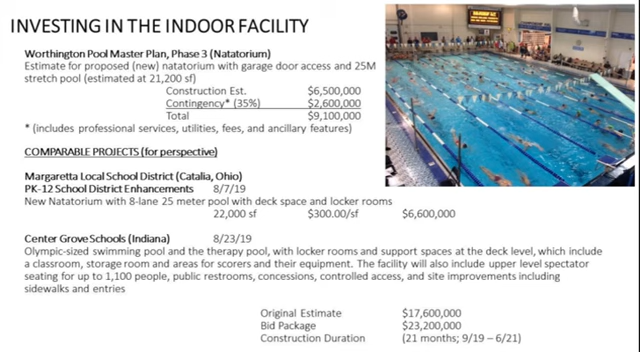 INVESTING IN THE INDOOR FACILITY
Worthington Pool Master Plan, Phase 3 (Natatorium)
Estimate for proposed (new) natatorium with garage door access and 25M
stretch pool (estimated at 21,200 sf)
Construction Est. $6,500,000
Contingency* (35%) $2,600,000
Total $9,100,000
* (includes professional services, utilities, fees, and ancillary features)
COMPARABLE PROJECTS (for perspective)
Margaretta Local School District (Catalia, Ohio)
PK-12 School District Enhancements 8/7/19
New Natatorium with 8-lane 25 meter pool with deck space and locker rooms
22,000 sf $300.00/sf $6,600,000
Center Grove Schools (Indiana) 8/23/19
Olympic-sized swimming pool and the therapy pool, with locker rooms and support spaces at the deck level, which include
a classroom, storage room and areas for scorers and their equipment. The facility will also include upper level spectator
seating for up to 1,100 people, public restrooms, concessions, controlled access, and site improvements including
sidewalks and entries
Original Estimate $17,600,000
Bid Package $23,200,000
Construction Duration (21 months; 9/19 – 6/21)